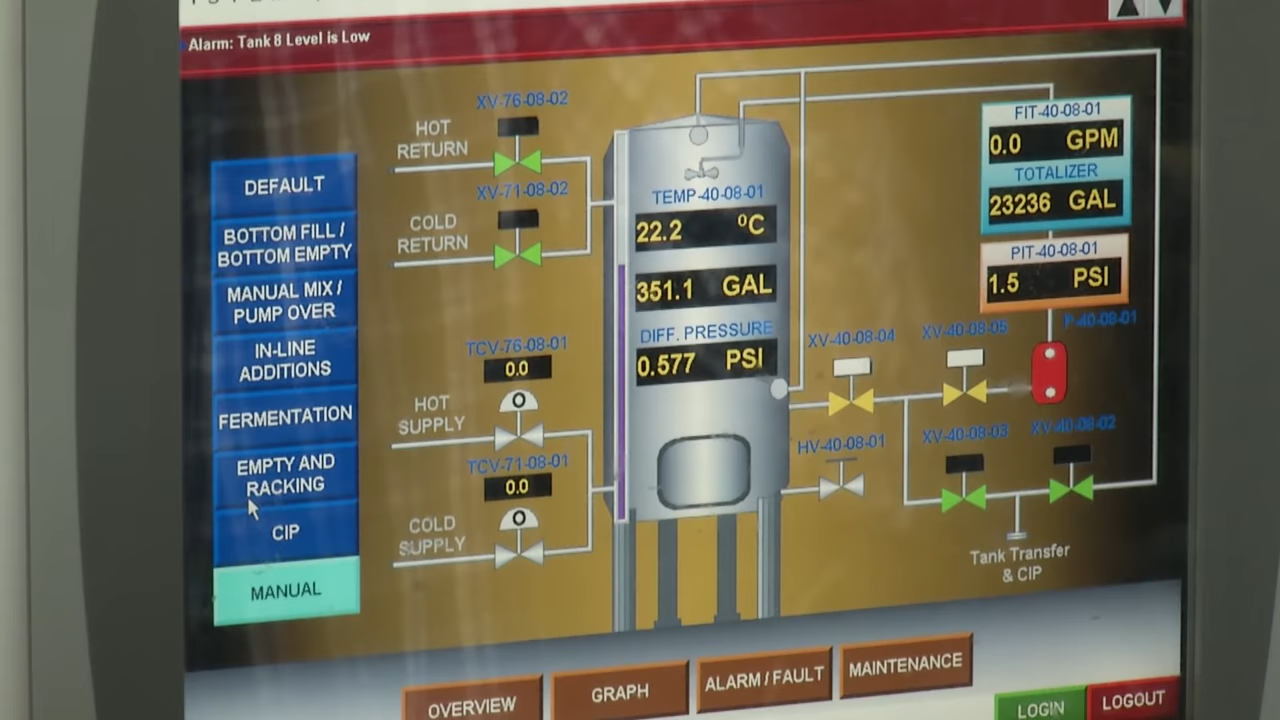 Alarm: Tank 8 Level is Low
XV-76-08-02
HOT
RETURN
XV-71-08-02
COLD
RETURN
DEFAULT
BOTTOM FILL /
BOTTOM EMPTY
MANUAL MIX /
PUMP OVER
IN-LINE
ADDITIONS
FERMENTATION
EMPTY AND
RACKING
CIP
MANUAL
TCV-76-08-01
0.0
O
HOT
SUPPLY
TCV-71-08-01
0.0
O
COLD
SUPPLY
TEMP-40-08-01
22.2 ºC
351.1 GAL
DIFF. PRESSURE
0.577 PSI
FIT-40-08-01
0.0 GPM
TOTALIZER
23236 GAL
PIT-40-08-01
1.5 PSI
P-40-08-01
XV-40-08-04
XV-40-08-05
HV-40-08-01
XV-40-08-03
XV-40-08-02
Tank Transfer
& CIP
OVERVIEW
GRAPH
ALARM / FAULT
MAINTENANCE
LOGIN
LOGOUT